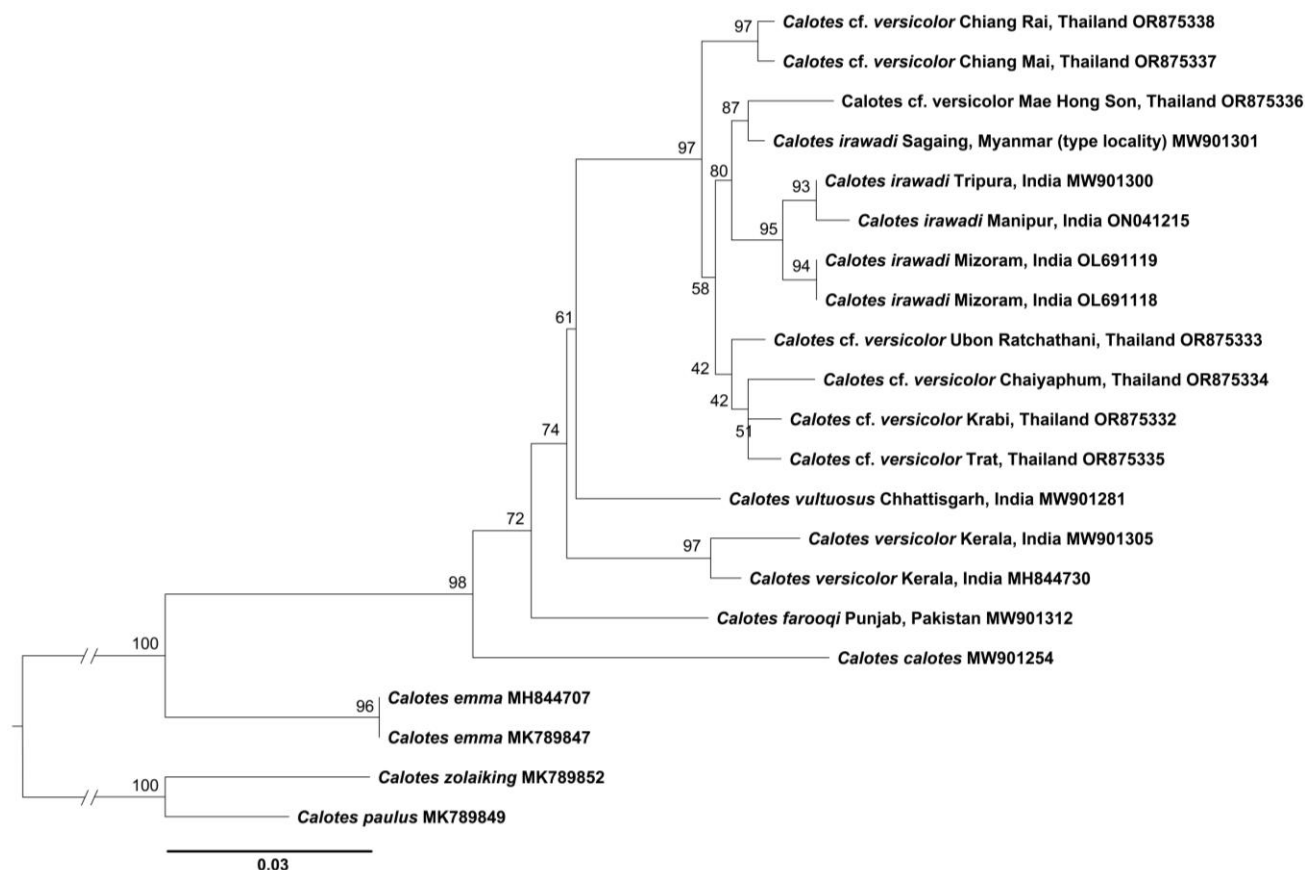 97
Calotes cf. versicolor Chiang Rai, Thailand OR875338
Calotes cf. versicolor Chiang Mai, Thailand OR875337
87
Calotes cf. versicolor Mae Hong Son, Thailand OR875336
Calotes irawadi Sagaing, Myanmar (type locality) MW901301
97
80
93
Calotes irawadi Tripura, India MW901300
Calotes irawadi Manipur, India ON041215
95
94
Calotes irawadi Mizoram, India OL691119
Calotes irawadi Mizoram, India OL691118
58
61
Calotes cf. versicolor Ubon Ratchathani, Thailand OR875333
42
Calotes cf. versicolor Chaiyaphum, Thailand OR875334
42
Calotes cf. versicolor Krabi, Thailand OR875332
51
74
Calotes cf. versicolor Trat, Thailand OR875335
Calotes vultuosus Chhattisgarh, India MW901281
72
97
Calotes versicolor Kerala, India MW901305
Calotes versicolor Kerala, India MH844730
98
Calotes farooqi Punjab, Pakistan MW901312
100
Calotes calotes MW901254
96
Calotes emma MH844707
Calotes emma MK789847
100
Calotes zolaiking MK789852
Calotes paulus MK789849
0.03